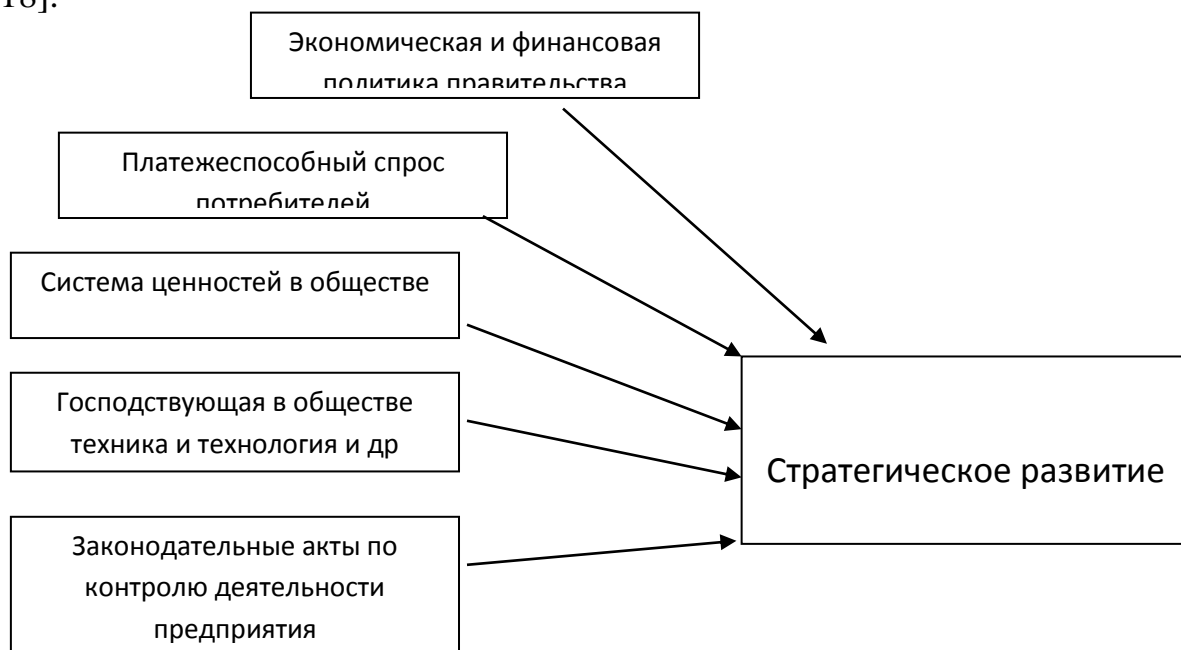 18].
Экономическая и финансовая
политика правительства
Платежеспособный спрос
потребителей
Система ценностей в обществе
Господствующая в обществе
техника и технология и др
Стратегическое развитие
Законодательные акты по
контролю деятельности
предприятия